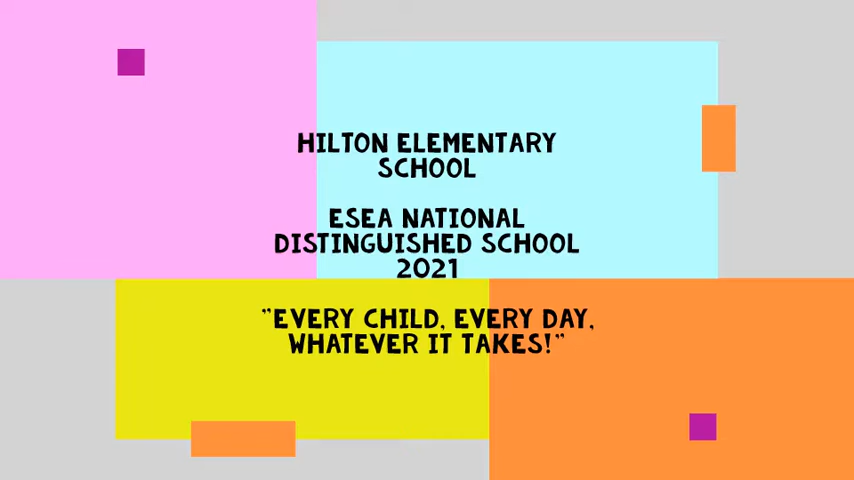 HILTON ELEMENTARY
SCHOOL
ESEA NATIONAL
DISTINGUISHED SCHOOL
2021
"EVERY CHILD, EVERY DAY,
WHATEVER IT TAKES!"